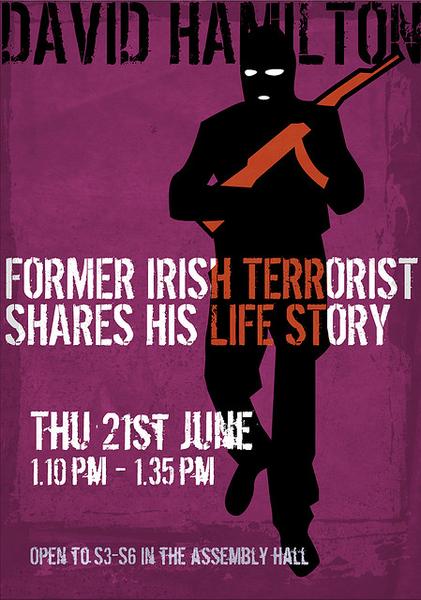 DAVID HAMILTON
FORMER IRISH TERRORIST
SHARES HIS LIFE STORY
THU 21ST JUNE
1.10 PM - 1.35 PM
OPEN TO S3-S6 IN THE ASSEMBLY HALL